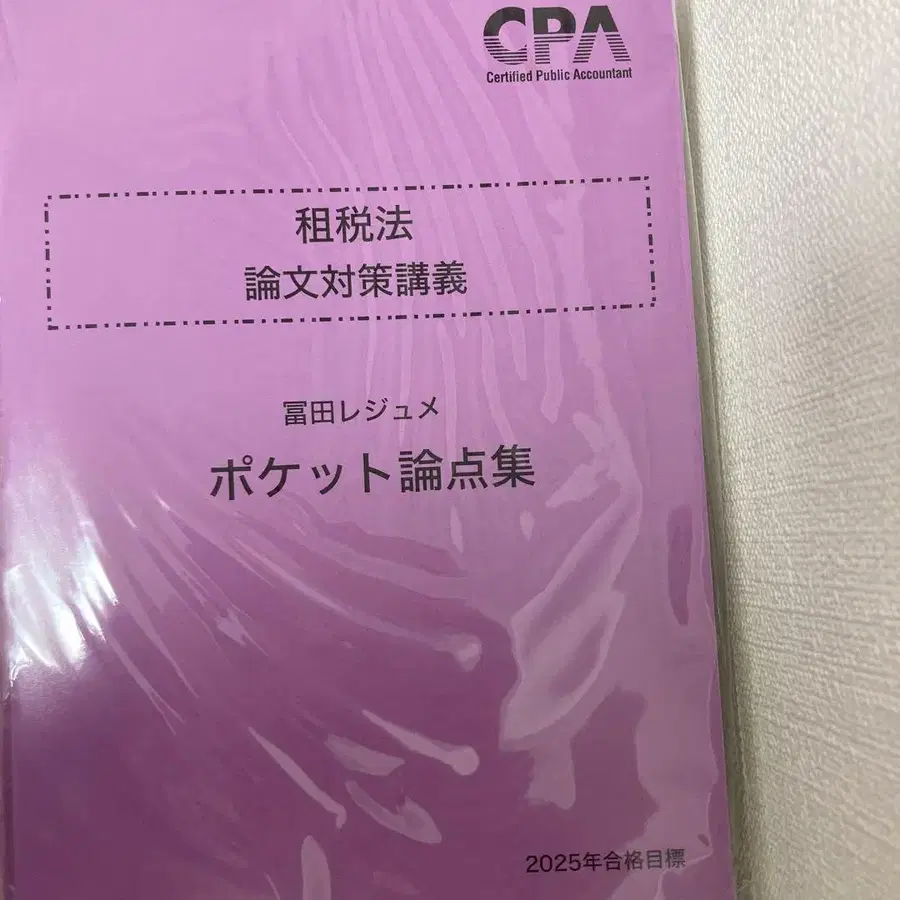 CPA
Certified Public Accountant
租税法
論文対策講義
冨田レジュメ
ポケット論点集
2025年合格目標